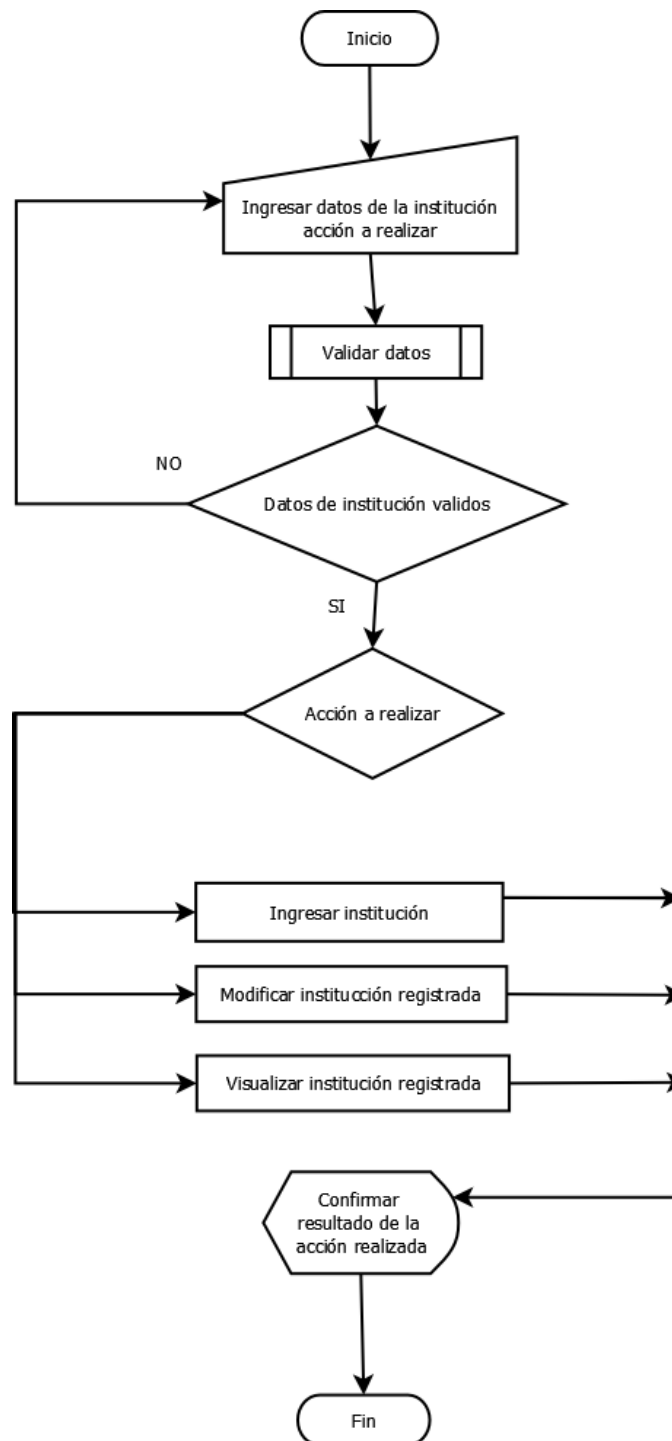 Inicio
Ingresar datos de la institución
acción a realizar
Validar datos
NO
Datos de institución validos
SI
Acción a realizar
Ingresar institución
Modificar institucción registrada
Visualizar institución registrada
Confirmar
resultado de la
acción realizada
Fin